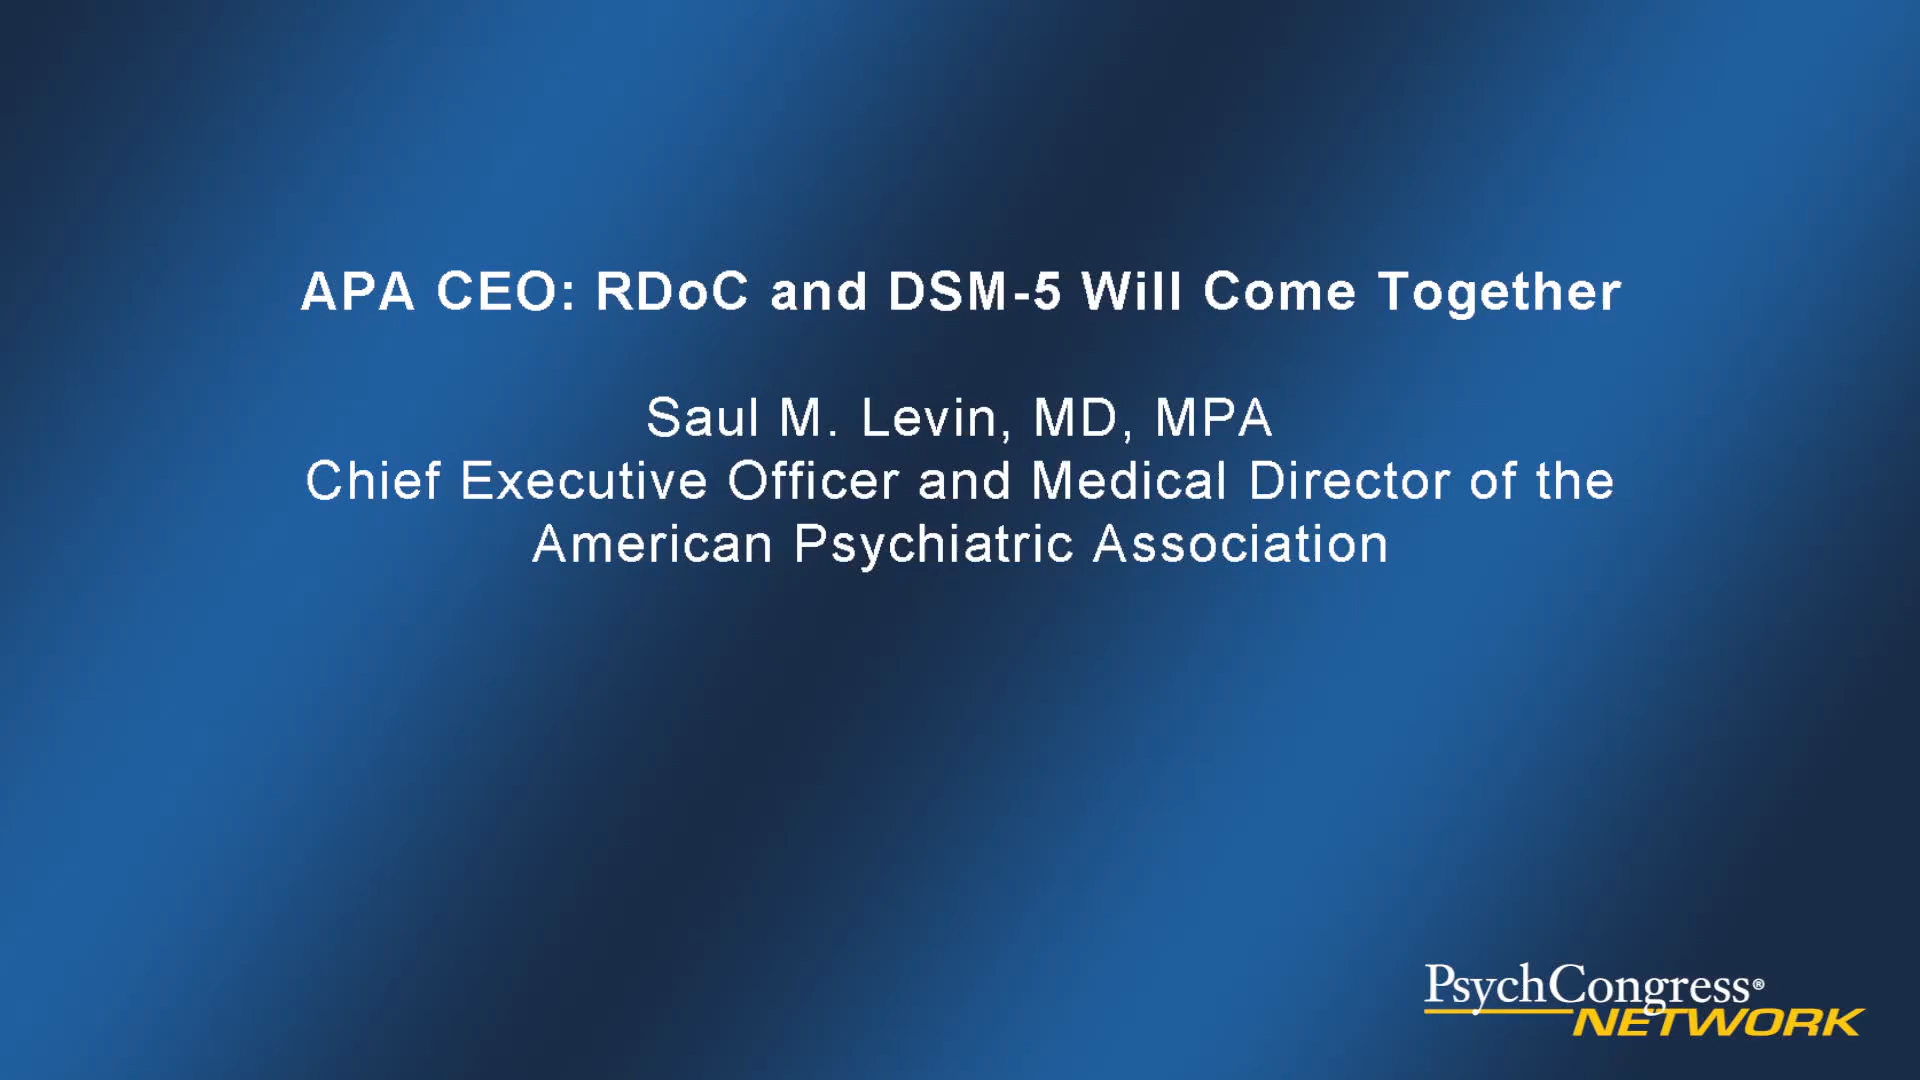 APA CEO: RDoC and DSM-5 Will Come Together
Saul M. Levin, MD, MPA
Chief Executive Officer and Medical Director of the
American Psychiatric Association
PsychCongress®
NETWORK